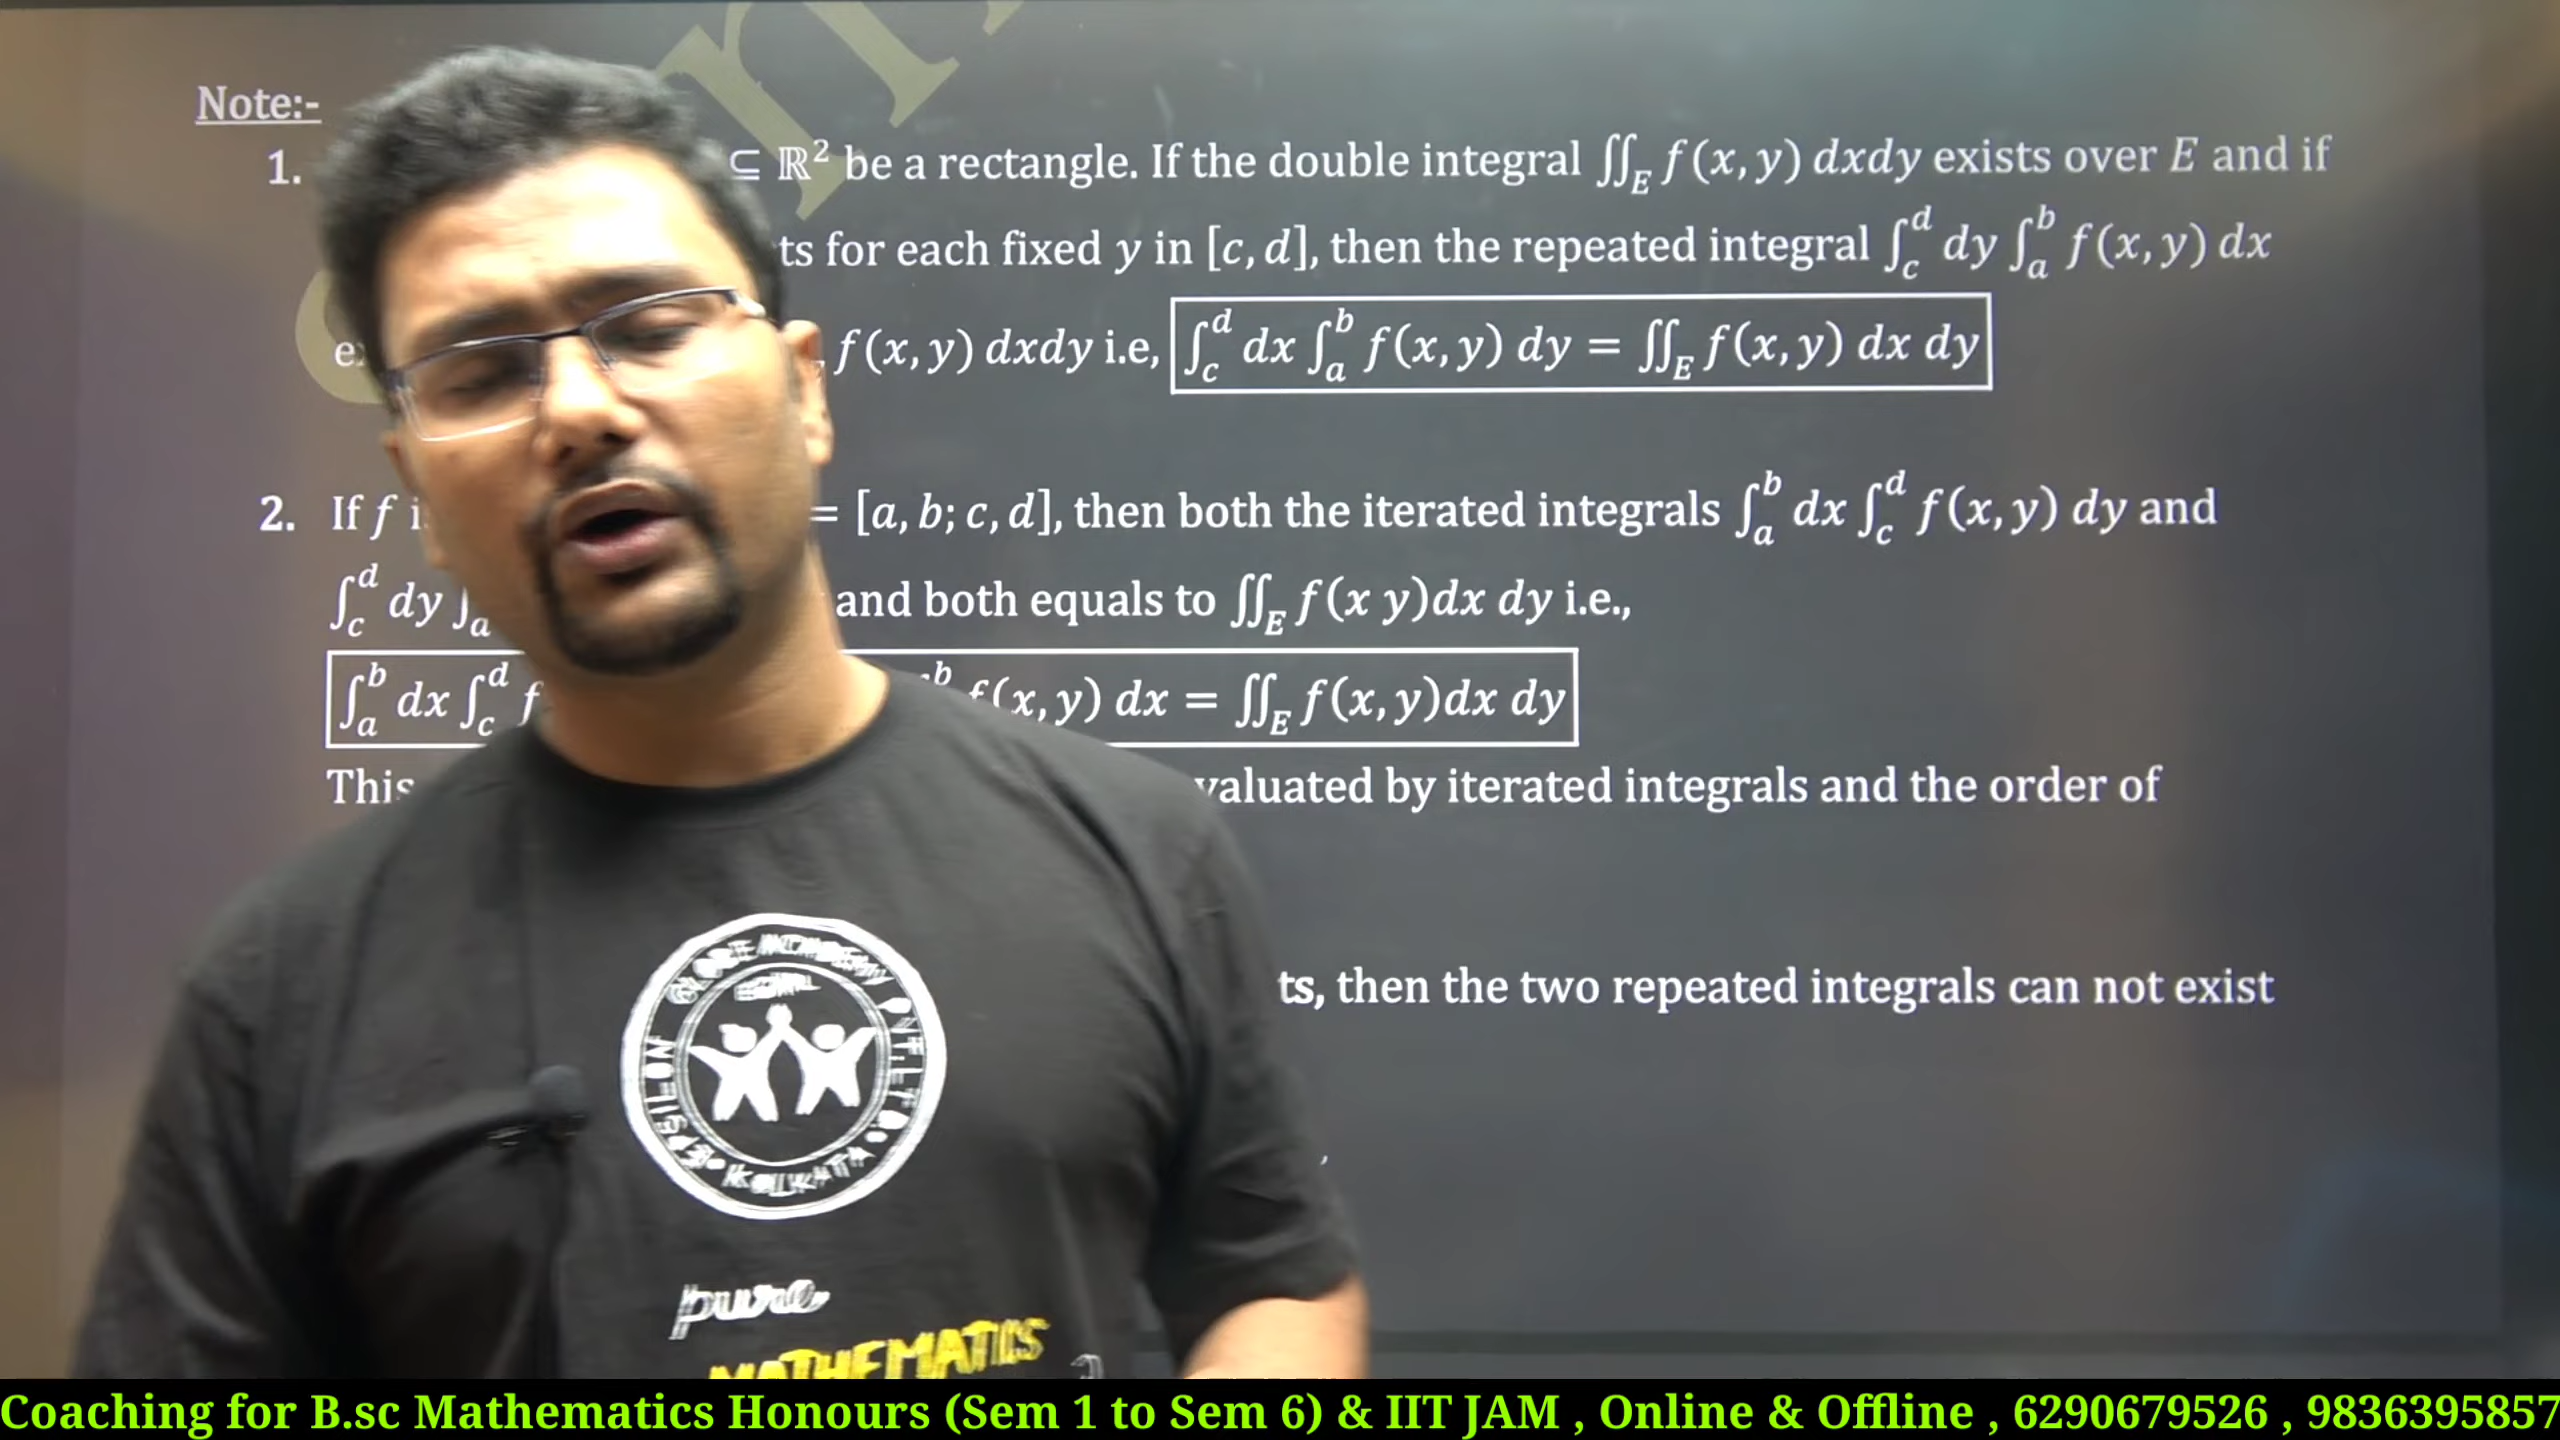 Note:-
1. ⊆ ℝ² be a rectangle. If the double integral ∬_E f(x, y) dxdy exists over E and if
ts for each fixed y in [c, d], then the repeated integral ∫_c^d dy ∫_a^b f(x, y) dx
f(x, y) dxdy i.e, ∫_c^d dx ∫_a^b f(x, y) dy = ∬_E f(x, y) dx dy
2. If f = [a, b; c, d], then both the iterated integrals ∫_a^b dx ∫_c^d f(x, y) dy and
∫_c^d dy ∫_a and both equals to ∬_E f(x y)dx dy i.e.,
∫_a^b dx ∫_c^d f f(x, y) dx = ∬_E f(x, y)dx dy
This valuated by iterated integrals and the order of
ts, then the two repeated integrals can not exist
EPSILON
KOLKATA
pure
MATHEMATICS
Coaching for B.sc Mathematics Honours (Sem 1 to Sem 6) & IIT JAM , Online & Offline , 6290679526 , 9836395857